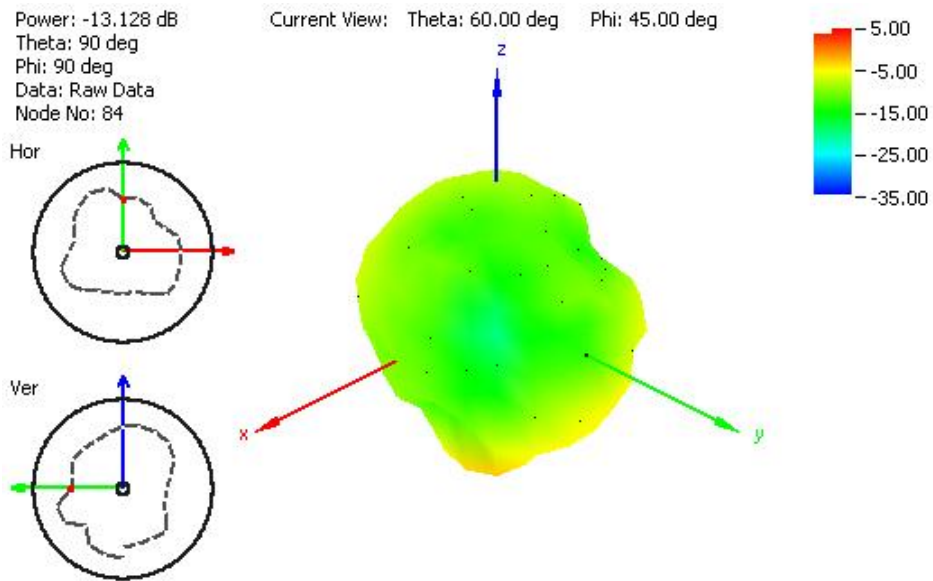 Power: -13.128 dB
Theta: 90 deg
Phi: 90 deg
Data: Raw Data
Node No: 84
Current View: Theta: 60.00 deg Phi: 45.00 deg
z
5.00
-5.00
-15.00
-25.00
-35.00
Hor
Ver
x
y